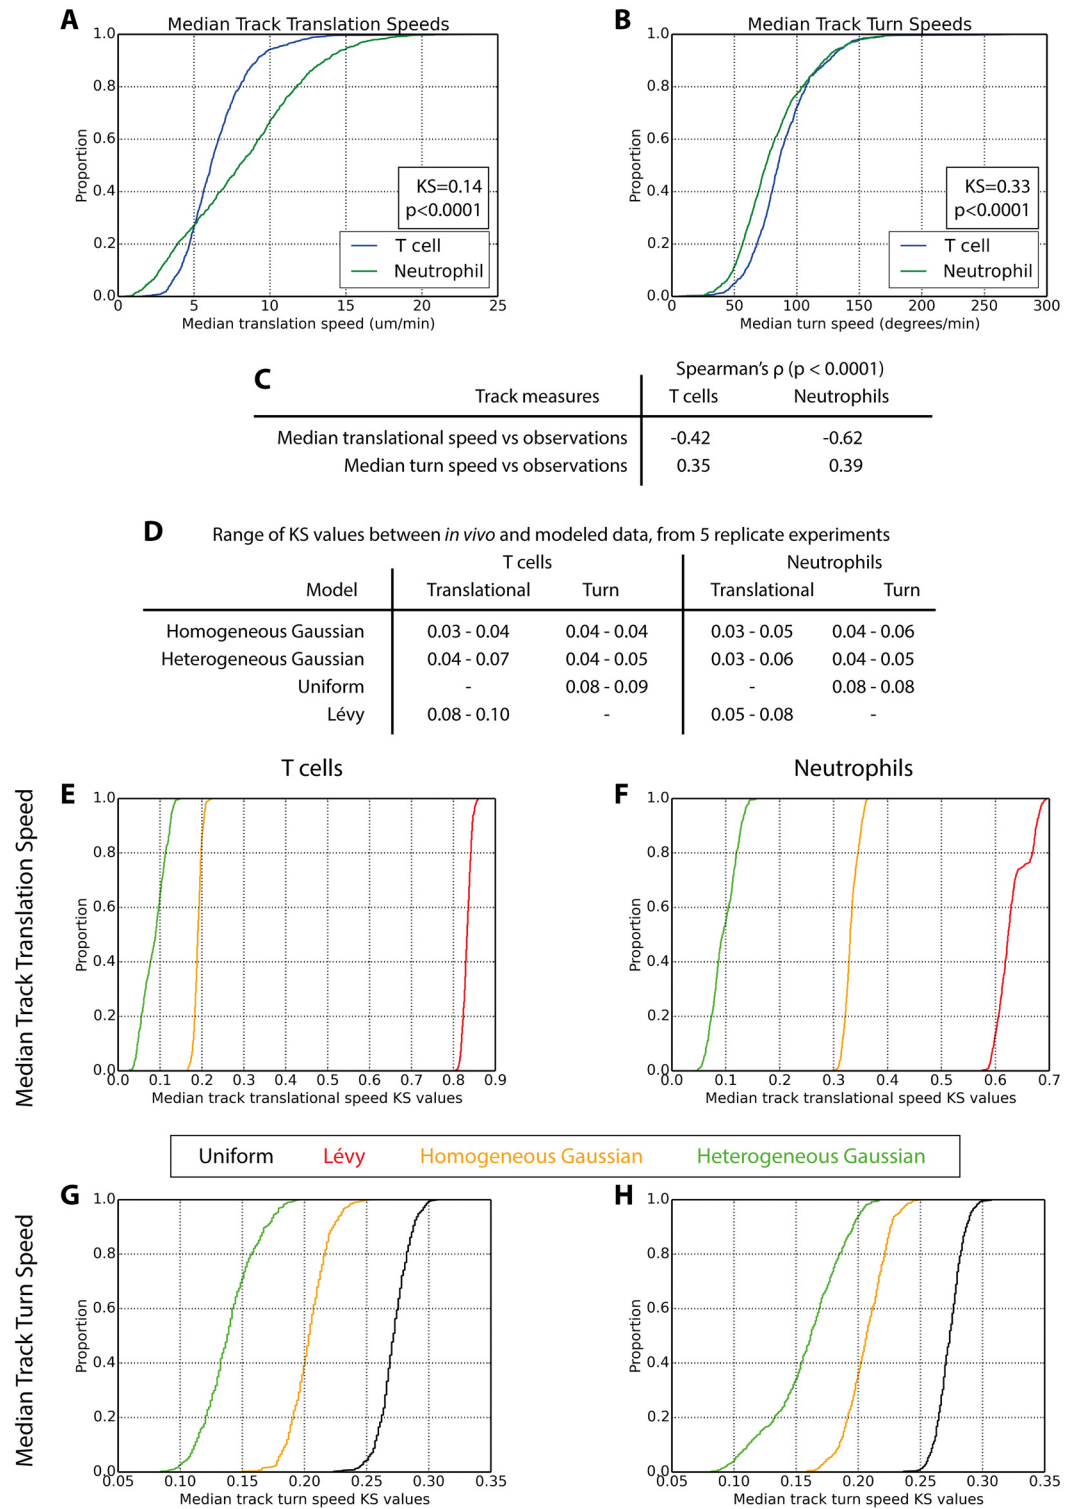 A
Median Track Translation Speeds
1.0
0.8
0.6
0.4
0.2
0.0
Proportion
KS=0.14
p<0.0001
T cell
Neutrophil
0 5 10 15 20 25
Median translation speed (um/min)
B
Median Track Turn Speeds
1.0
0.8
0.6
0.4
0.2
0.0
Proportion
KS=0.33
p<0.0001
T cell
Neutrophil
50 100 150 200 250 300
Median turn speed (degrees/min)
C
Spearman's ρ (p < 0.0001)
Track measures T cells Neutrophils
Median translational speed vs observations -0.42 -0.62
Median turn speed vs observations 0.35 0.39
D
Range of KS values between in vivo and modeled data, from 5 replicate experiments
T cells Neutrophils
Model Translational Turn Translational Turn
Homogeneous Gaussian 0.03 - 0.04 0.04 - 0.04 0.03 - 0.05 0.04 - 0.06
Heterogeneous Gaussian 0.04 - 0.07 0.04 - 0.05 0.03 - 0.06 0.04 - 0.05
Uniform - 0.08 - 0.09 - 0.08 - 0.08
Lévy 0.08 - 0.10 - 0.05 - 0.08 -
Median Track Translation Speed
T cells
E
1.0
0.8
0.6
0.4
0.2
0.0
Proportion
0.0 0.1 0.2 0.3 0.4 0.5 0.6 0.7 0.8 0.9
Median track translational speed KS values
Neutrophils
F
1.0
0.8
0.6
0.4
0.2
0.0
Proportion
0.0 0.1 0.2 0.3 0.4 0.5 0.6 0.7
Median track translational speed KS values
Uniform Lévy Homogeneous Gaussian Heterogeneous Gaussian
Median Track Turn Speed
G
1.0
0.8
0.6
0.4
0.2
0.0
Proportion
0.05 0.10 0.15 0.20 0.25 0.30 0.35
Median track turn speed KS values
H
1.0
0.8
0.6
0.4
0.2
0.0
Proportion
0.05 0.10 0.15 0.20 0.25 0.30 0.35
Median track turn speed KS values